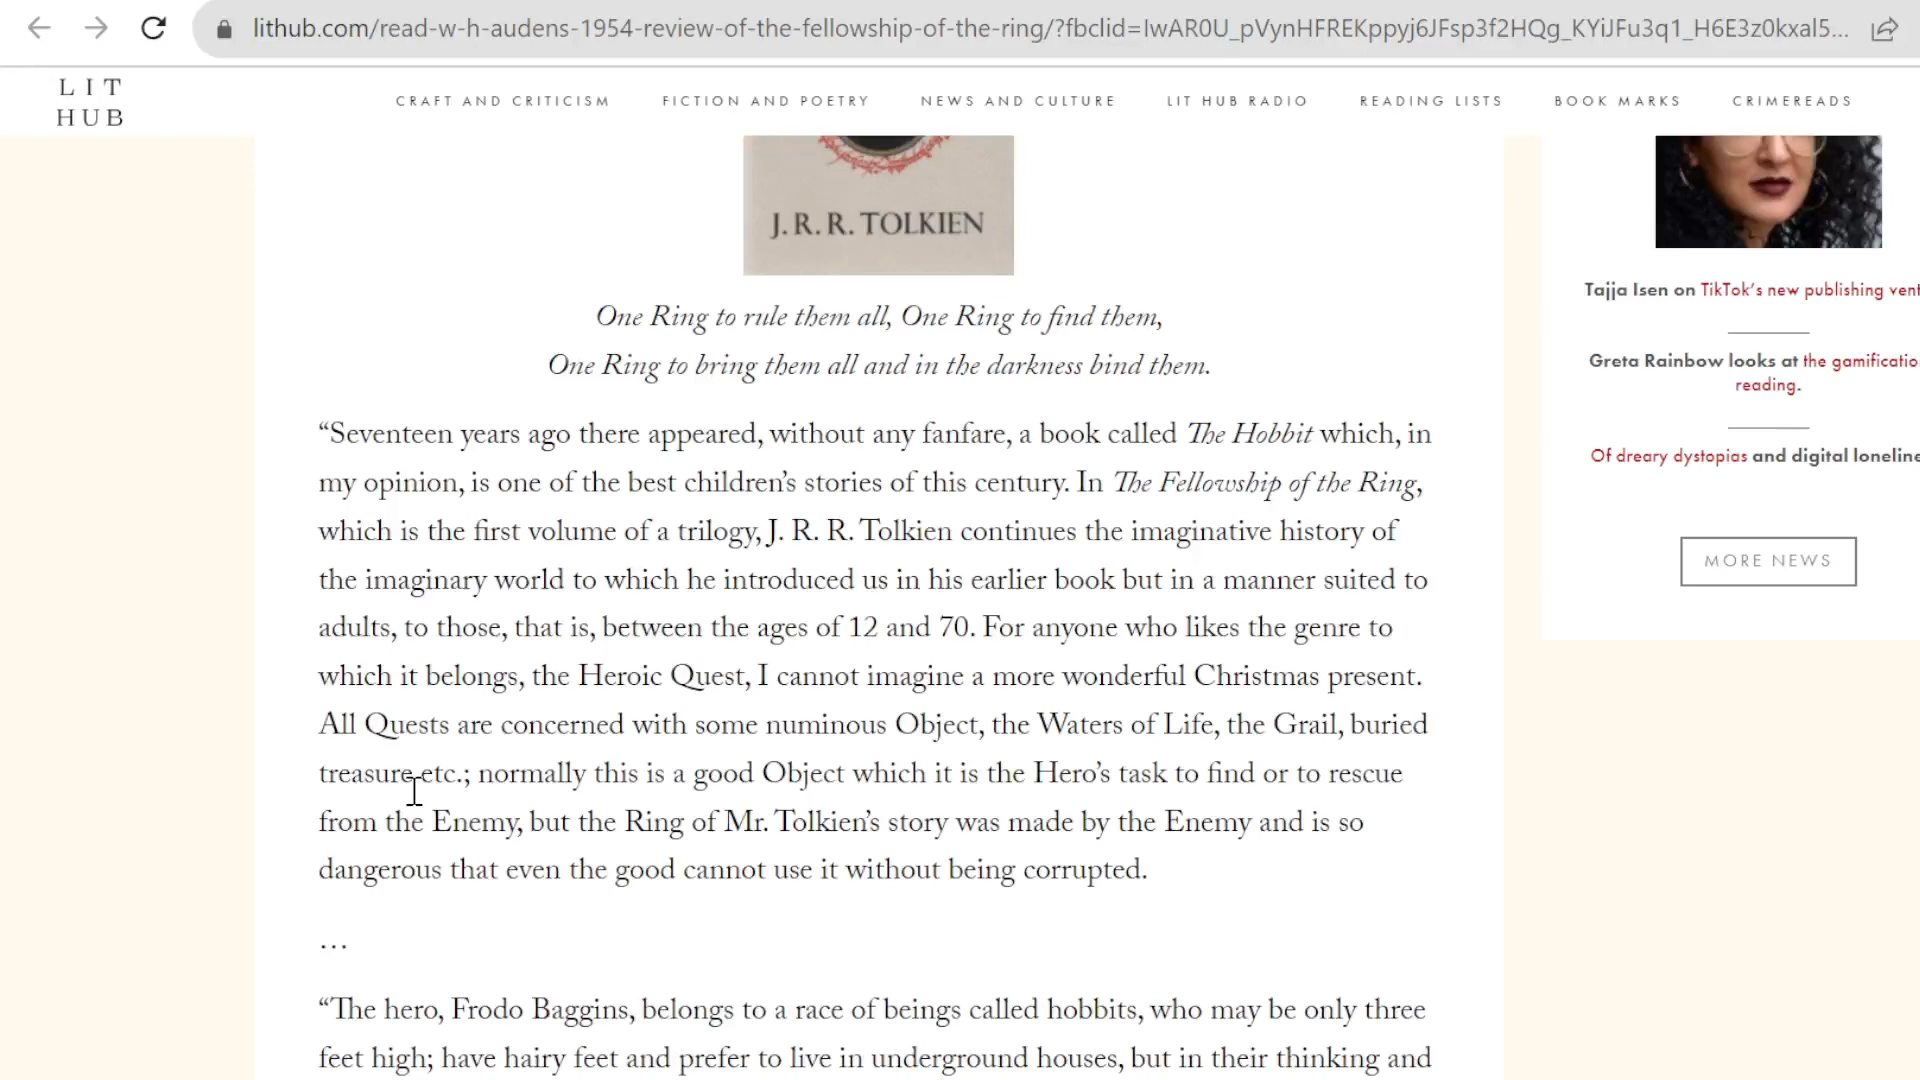 lithub.com/read-w-h-audens-1954-review-of-the-fellowship-of-the-ring/?fbclid=IwAR0U_pVynHFREKppyj6JFsp3f2HQg_KYiJFu3q1_H6E3z0kxal5...
LIT
HUB
CRAFT AND CRITICISM FICTION AND POETRY NEWS AND CULTURE LIT HUB RADIO READING LISTS BOOK MARKS CRIMEREADS
J. R. R. TOLKIEN
One Ring to rule them all, One Ring to find them,
One Ring to bring them all and in the darkness bind them.
“Seventeen years ago there appeared, without any fanfare, a book called The Hobbit which, in
my opinion, is one of the best children’s stories of this century. In The Fellowship of the Ring,
which is the first volume of a trilogy, J. R. R. Tolkien continues the imaginative history of
the imaginary world to which he introduced us in his earlier book but in a manner suited to
adults, to those, that is, between the ages of 12 and 70. For anyone who likes the genre to
which it belongs, the Heroic Quest, I cannot imagine a more wonderful Christmas present.
All Quests are concerned with some numinous Object, the Waters of Life, the Grail, buried
treasure etc.; normally this is a good Object which it is the Hero’s task to find or to rescue
from the Enemy, but the Ring of Mr. Tolkien’s story was made by the Enemy and is so
dangerous that even the good cannot use it without being corrupted.
…
“The hero, Frodo Baggins, belongs to a race of beings called hobbits, who may be only three
feet high; have hairy feet and prefer to live in underground houses, but in their thinking and
Tajja Isen on TikTok’s new publishing vent
Greta Rainbow looks at the gamificatio
reading.
Of dreary dystopias and digital loneline
MORE NEWS